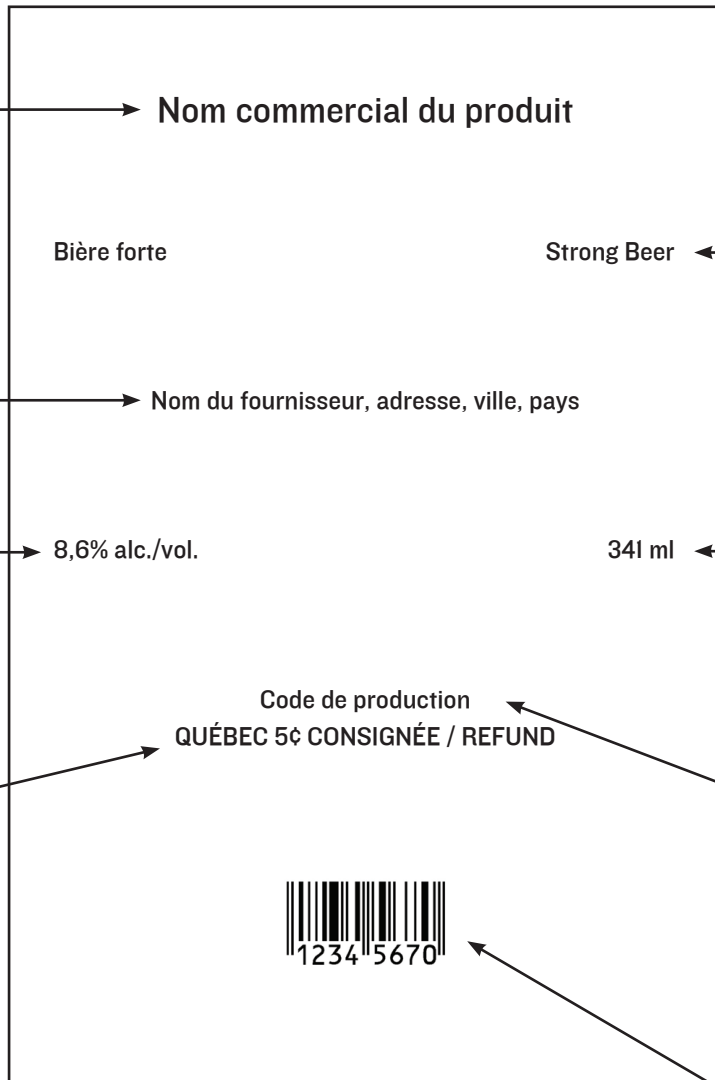 Nom commercial du produit
Bière forte Strong Beer
Nom du fournisseur, adresse, ville, pays
8,6% alc./vol. 341 ml
Code de production
QUÉBEC 5¢ CONSIGNÉE / REFUND
1234 5670